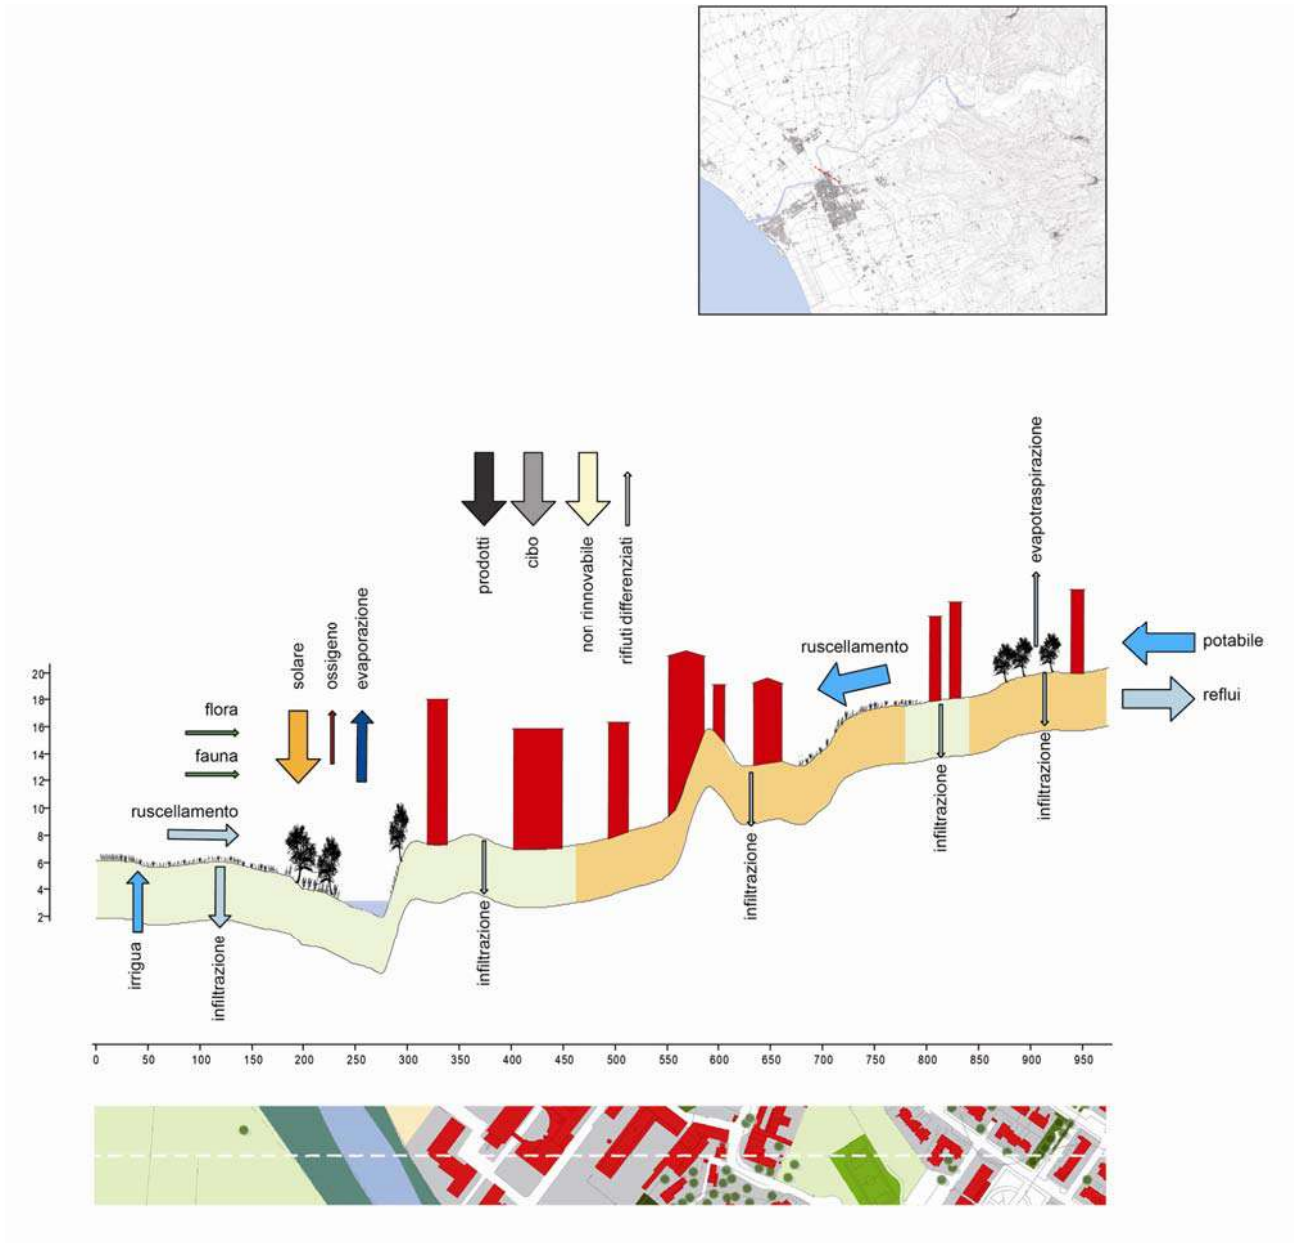 evapotraspirazione
prodotti
cibo
non rinnovabile
rifiuti differenziati
solare
ossigeno
evaporazione
ruscellamento
potabile
reflui
flora
fauna
ruscellamento
20
18
16
14
12
10
8
6
4
2
irrigua
infiltrazione
infiltrazione
infiltrazione
infiltrazione
infiltrazione
0 50 100 150 200 250 300 350 400 450 500 550 600 650 700 750 800 850 900 950